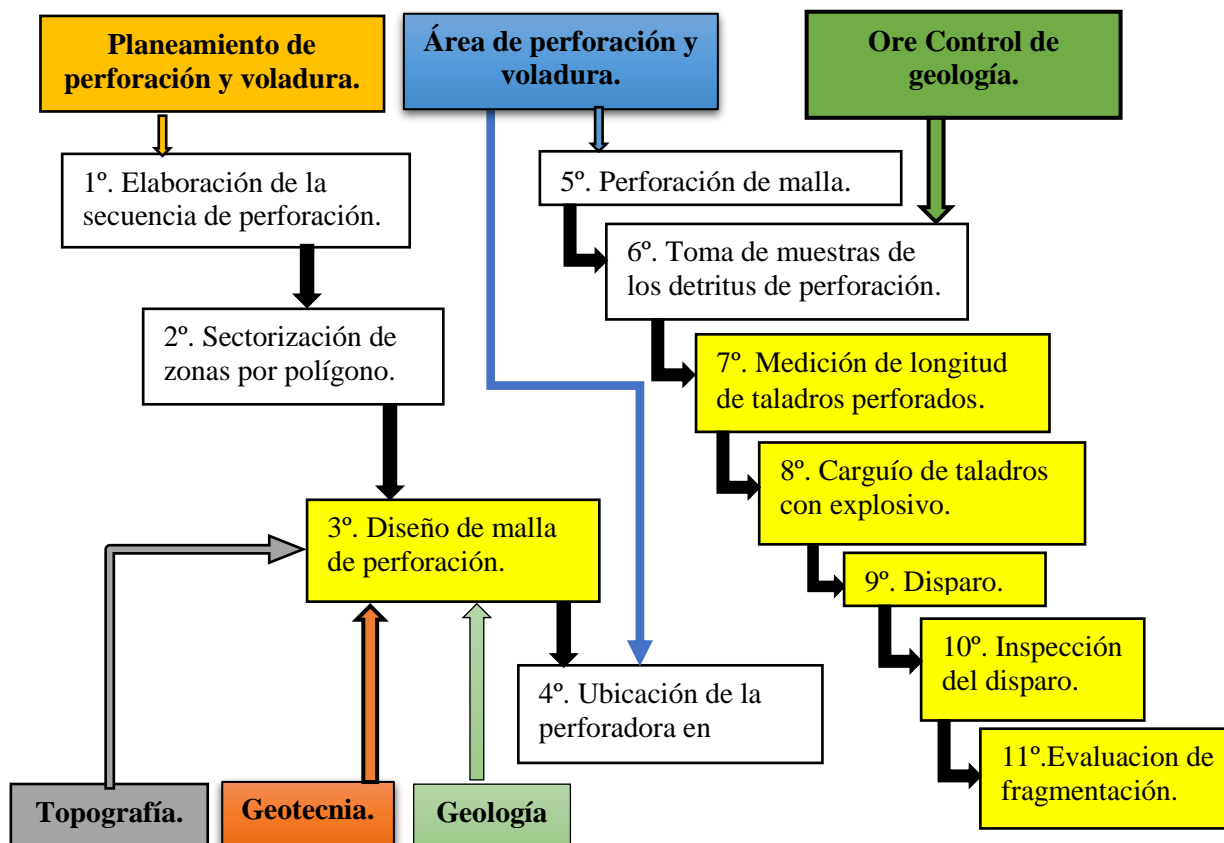 Planeamiento de
perforación y voladura.
Área de perforación y
voladura.
Ore Control de
geología.
1º. Elaboración de la
secuencia de perforación.
2º. Sectorización de
zonas por polígono.
3º. Diseño de malla
de perforación.
4º. Ubicación de la
perforadora en
5º. Perforación de malla.
6º. Toma de muestras de
los detritus de perforación.
7º. Medición de longitud
de taladros perforados.
8º. Carguío de taladros
con explosivo.
9º. Disparo.
10º. Inspección
del disparo.
11º.Evaluacion de
fragmentación.
Topografía.
Geotecnia.
Geología